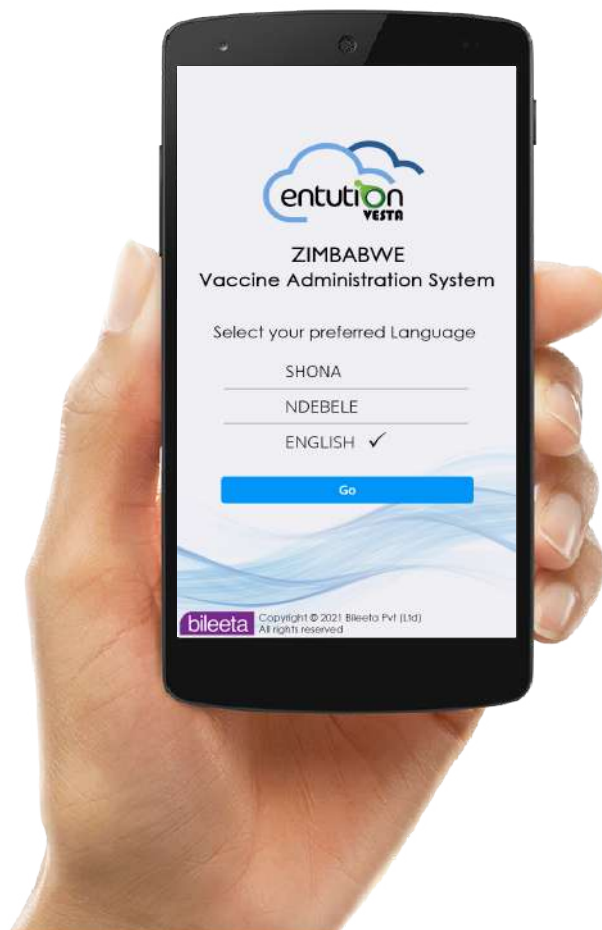 entution
VESTA
ZIMBABWE
Vaccine Administration System
Select your preferred Language
SHONA
NDEBELE
ENGLISH ✓
Go
bileeta
Copyright © 2021 Bileeta Pvt (Ltd)
All rights reserved